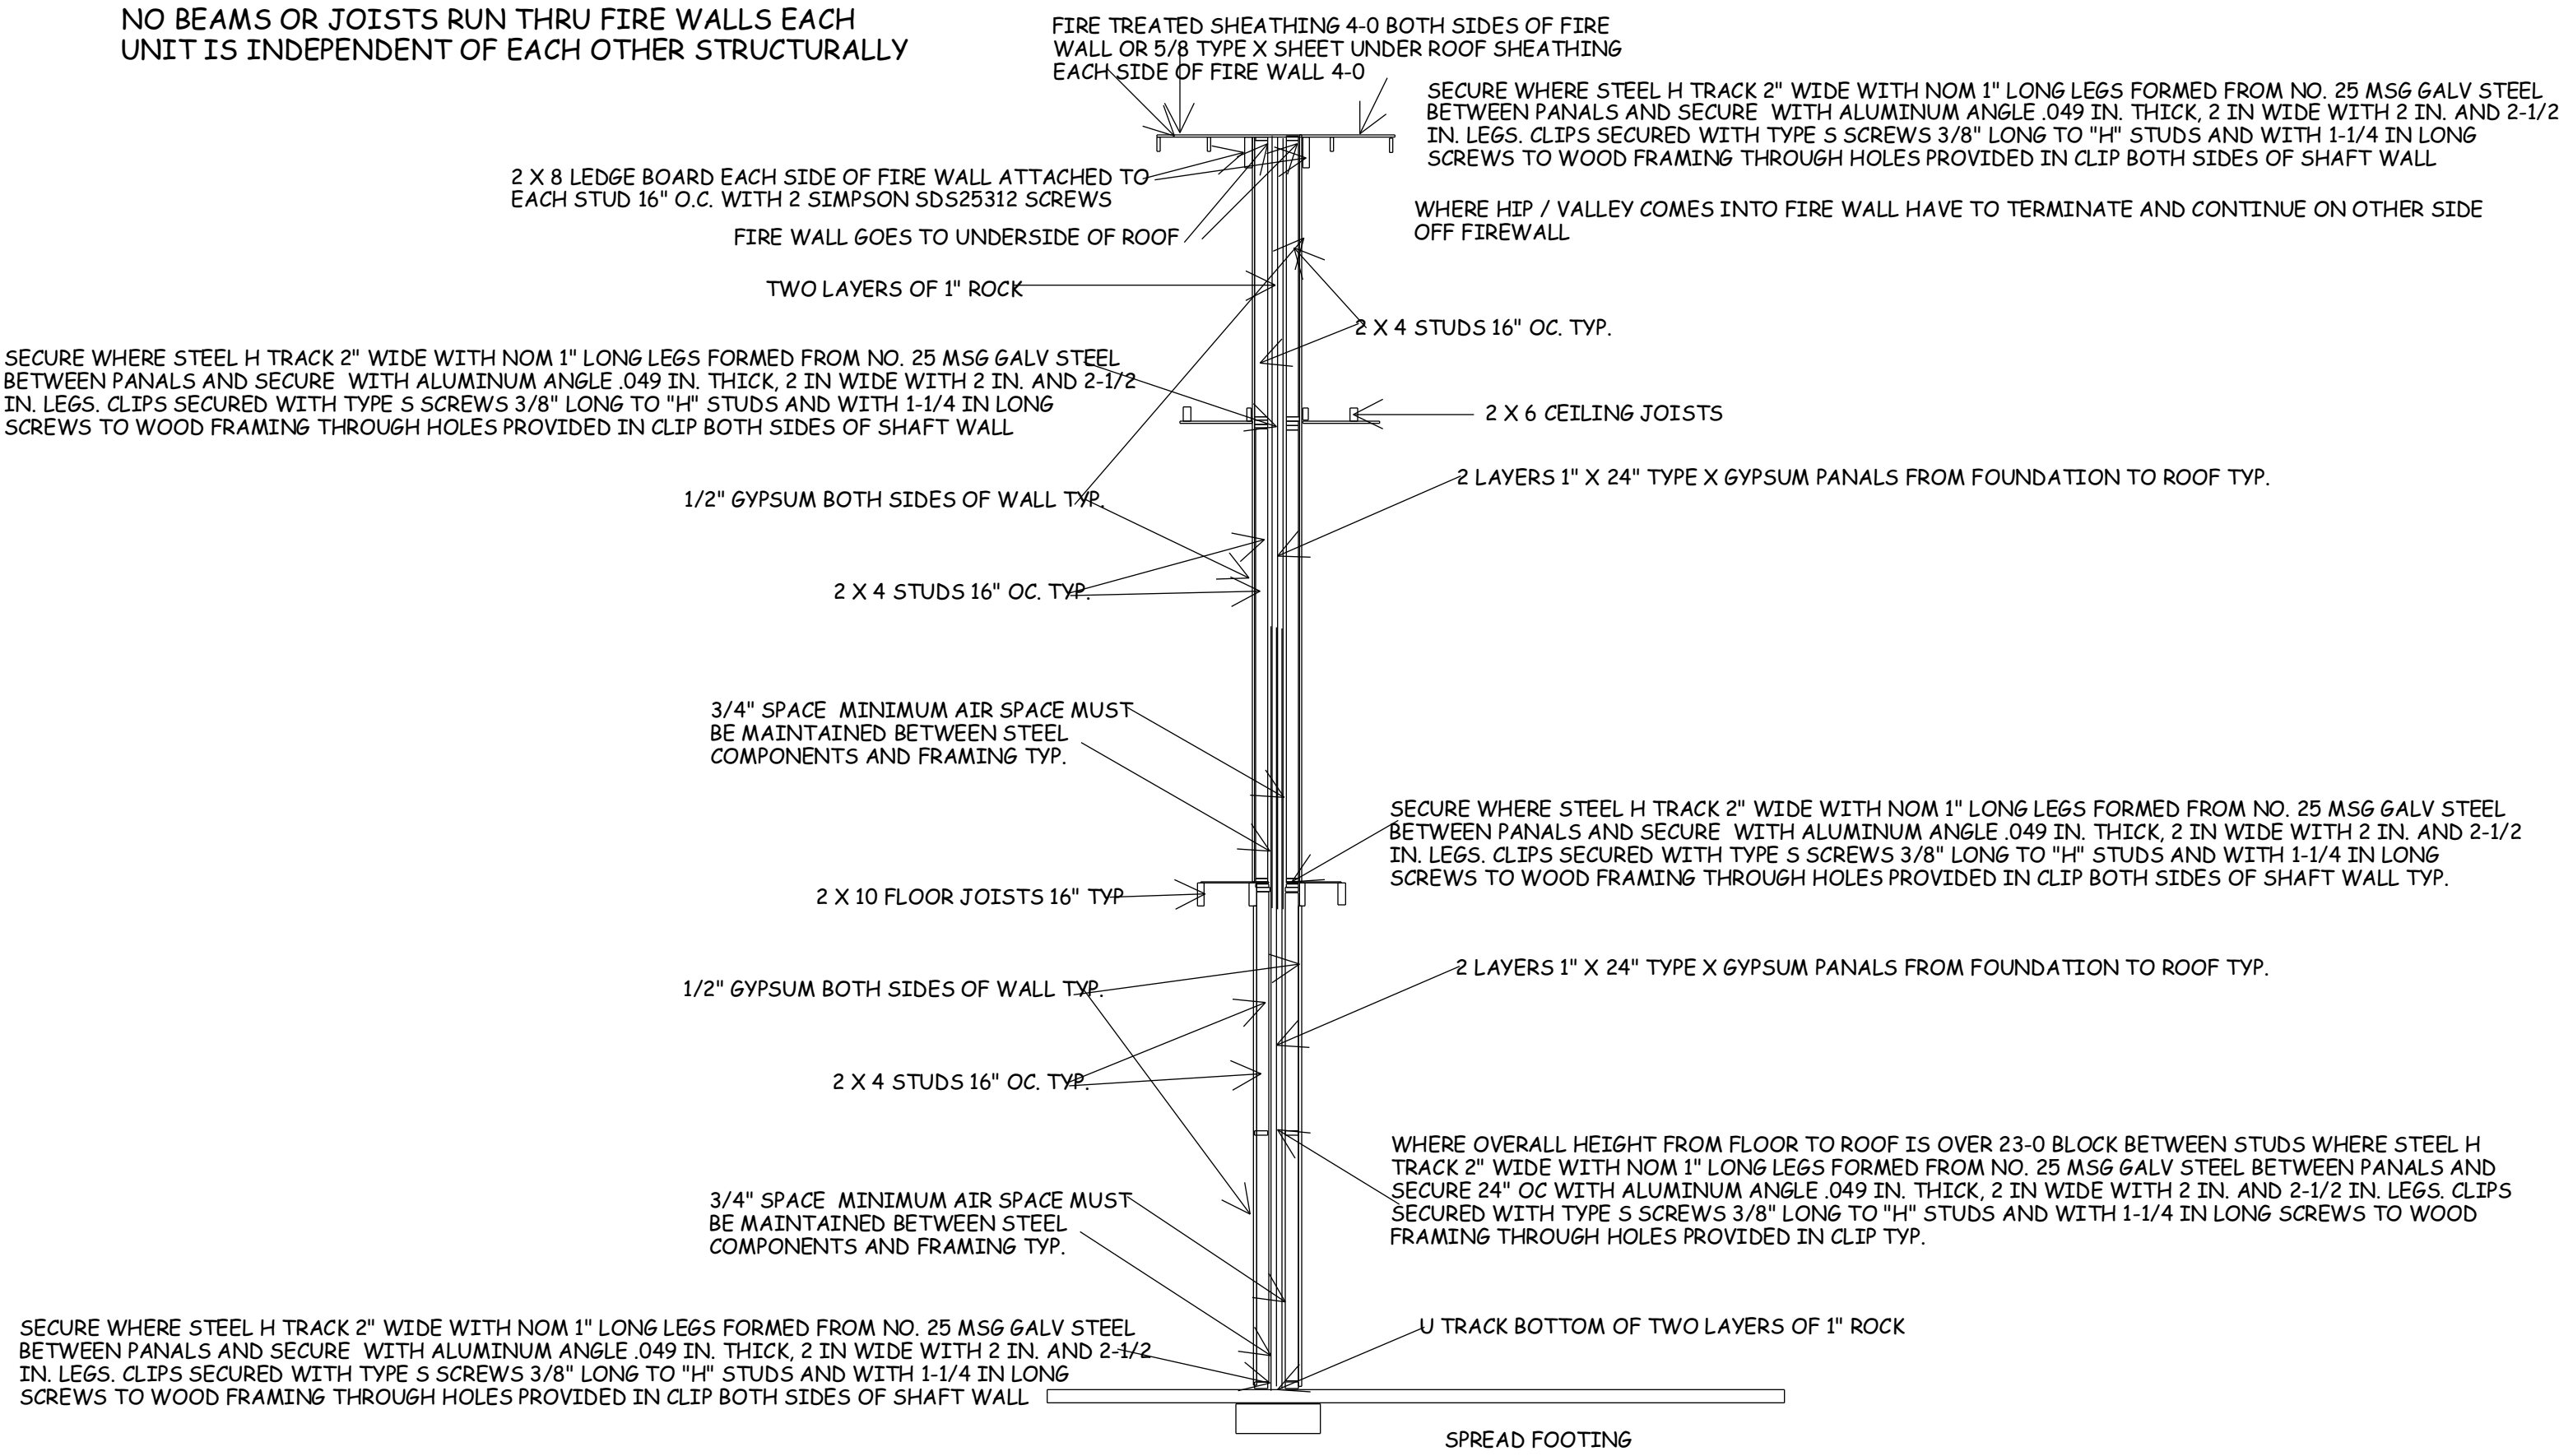 NO BEAMS OR JOISTS RUN THRU FIRE WALLS EACH
UNIT IS INDEPENDENT OF EACH OTHER STRUCTURALLY
FIRE TREATED SHEATHING 4-0 BOTH SIDES OF FIRE
WALL OR 5/8 TYPE X SHEET UNDER ROOF SHEATHING
EACH SIDE OF FIRE WALL 4-0
SECURE WHERE STEEL H TRACK 2" WIDE WITH NOM 1" LONG LEGS FORMED FROM NO. 25 MSG GALV STEEL
BETWEEN PANALS AND SECURE WITH ALUMINUM ANGLE .049 IN. THICK, 2 IN WIDE WITH 2 IN. AND 2-1/2
IN. LEGS. CLIPS SECURED WITH TYPE S SCREWS 3/8" LONG TO "H" STUDS AND WITH 1-1/4 IN LONG
SCREWS TO WOOD FRAMING THROUGH HOLES PROVIDED IN CLIP BOTH SIDES OF SHAFT WALL
2 X 8 LEDGE BOARD EACH SIDE OF FIRE WALL ATTACHED TO
EACH STUD 16" O.C. WITH 2 SIMPSON SDS25312 SCREWS
WHERE HIP / VALLEY COMES INTO FIRE WALL HAVE TO TERMINATE AND CONTINUE ON OTHER SIDE
OFF FIREWALL
FIRE WALL GOES TO UNDERSIDE OF ROOF
TWO LAYERS OF 1" ROCK
2 X 4 STUDS 16" OC. TYP.
SECURE WHERE STEEL H TRACK 2" WIDE WITH NOM 1" LONG LEGS FORMED FROM NO. 25 MSG GALV STEEL
BETWEEN PANALS AND SECURE WITH ALUMINUM ANGLE .049 IN. THICK, 2 IN WIDE WITH 2 IN. AND 2-1/2
IN. LEGS. CLIPS SECURED WITH TYPE S SCREWS 3/8" LONG TO "H" STUDS AND WITH 1-1/4 IN LONG
SCREWS TO WOOD FRAMING THROUGH HOLES PROVIDED IN CLIP BOTH SIDES OF SHAFT WALL
2 X 6 CEILING JOISTS
2 LAYERS 1" X 24" TYPE X GYPSUM PANALS FROM FOUNDATION TO ROOF TYP.
1/2" GYPSUM BOTH SIDES OF WALL TYP.
2 X 4 STUDS 16" OC. TYP.
3/4" SPACE MINIMUM AIR SPACE MUST
BE MAINTAINED BETWEEN STEEL
COMPONENTS AND FRAMING TYP.
SECURE WHERE STEEL H TRACK 2" WIDE WITH NOM 1" LONG LEGS FORMED FROM NO. 25 MSG GALV STEEL
BETWEEN PANALS AND SECURE WITH ALUMINUM ANGLE .049 IN. THICK, 2 IN WIDE WITH 2 IN. AND 2-1/2
IN. LEGS. CLIPS SECURED WITH TYPE S SCREWS 3/8" LONG TO "H" STUDS AND WITH 1-1/4 IN LONG
SCREWS TO WOOD FRAMING THROUGH HOLES PROVIDED IN CLIP BOTH SIDES OF SHAFT WALL TYP.
2 X 10 FLOOR JOISTS 16" TYP
2 LAYERS 1" X 24" TYPE X GYPSUM PANALS FROM FOUNDATION TO ROOF TYP.
1/2" GYPSUM BOTH SIDES OF WALL TYP.
2 X 4 STUDS 16" OC. TYP.
WHERE OVERALL HEIGHT FROM FLOOR TO ROOF IS OVER 23-0 BLOCK BETWEEN STUDS WHERE STEEL H
TRACK 2" WIDE WITH NOM 1" LONG LEGS FORMED FROM NO. 25 MSG GALV STEEL BETWEEN PANALS AND
SECURE 24" OC WITH ALUMINUM ANGLE .049 IN. THICK, 2 IN WIDE WITH 2 IN. AND 2-1/2 IN. LEGS. CLIPS
SECURED WITH TYPE S SCREWS 3/8" LONG TO "H" STUDS AND WITH 1-1/4 IN LONG SCREWS TO WOOD
FRAMING THROUGH HOLES PROVIDED IN CLIP TYP.
3/4" SPACE MINIMUM AIR SPACE MUST
BE MAINTAINED BETWEEN STEEL
COMPONENTS AND FRAMING TYP.
SECURE WHERE STEEL H TRACK 2" WIDE WITH NOM 1" LONG LEGS FORMED FROM NO. 25 MSG GALV STEEL
BETWEEN PANALS AND SECURE WITH ALUMINUM ANGLE .049 IN. THICK, 2 IN WIDE WITH 2 IN. AND 2-1/2
IN. LEGS. CLIPS SECURED WITH TYPE S SCREWS 3/8" LONG TO "H" STUDS AND WITH 1-1/4 IN LONG
SCREWS TO WOOD FRAMING THROUGH HOLES PROVIDED IN CLIP BOTH SIDES OF SHAFT WALL
U TRACK BOTTOM OF TWO LAYERS OF 1" ROCK
SPREAD FOOTING